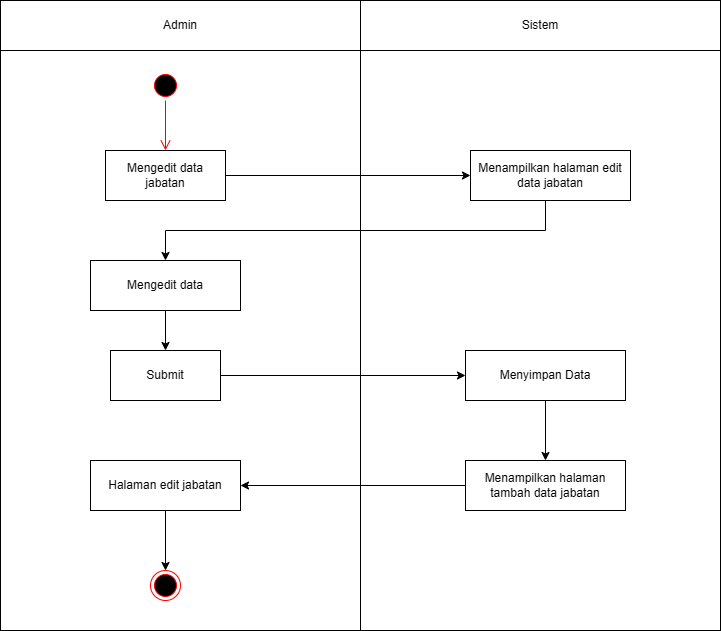 Admin
Sistem
Mengedit data
jabatan
Menampilkan halaman edit
data jabatan
Mengedit data
Submit
Menyimpan Data
Halaman edit jabatan
Menampilkan halaman
tambah data jabatan